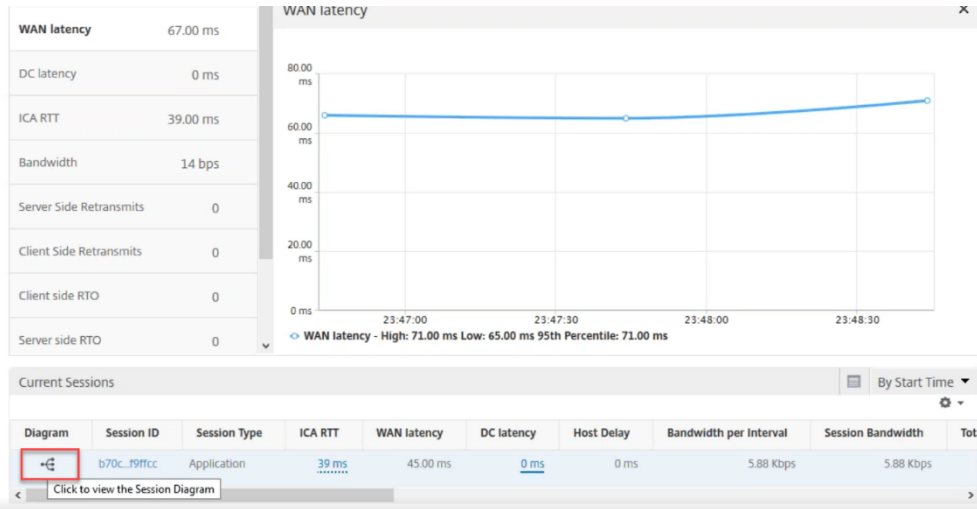 WAN latency
×
WAN latency 67.00 ms
DC latency 0 ms
ICA RTT 39.00 ms
Bandwidth 14 bps
Server Side Retransmits 0
Client Side Retransmits 0
Client side RTO 0
Server side RTO 0
80.00
ms
60.00
ms
40.00
ms
20.00
ms
0 ms
23:47:00 23:47:30 23:48:00 23:48:30
WAN latency - High: 71.00 ms Low: 65.00 ms 95th Percentile: 71.00 ms
Current Sessions
By Start Time
Diagram Session ID Session Type ICA RTT WAN latency DC latency Host Delay Bandwidth per Interval Session Bandwidth Tot
b70c...f9ffcc Application 39 ms 45.00 ms 0 ms 0 ms 5.88 Kbps 5.88 Kbps
Click to view the Session Diagram